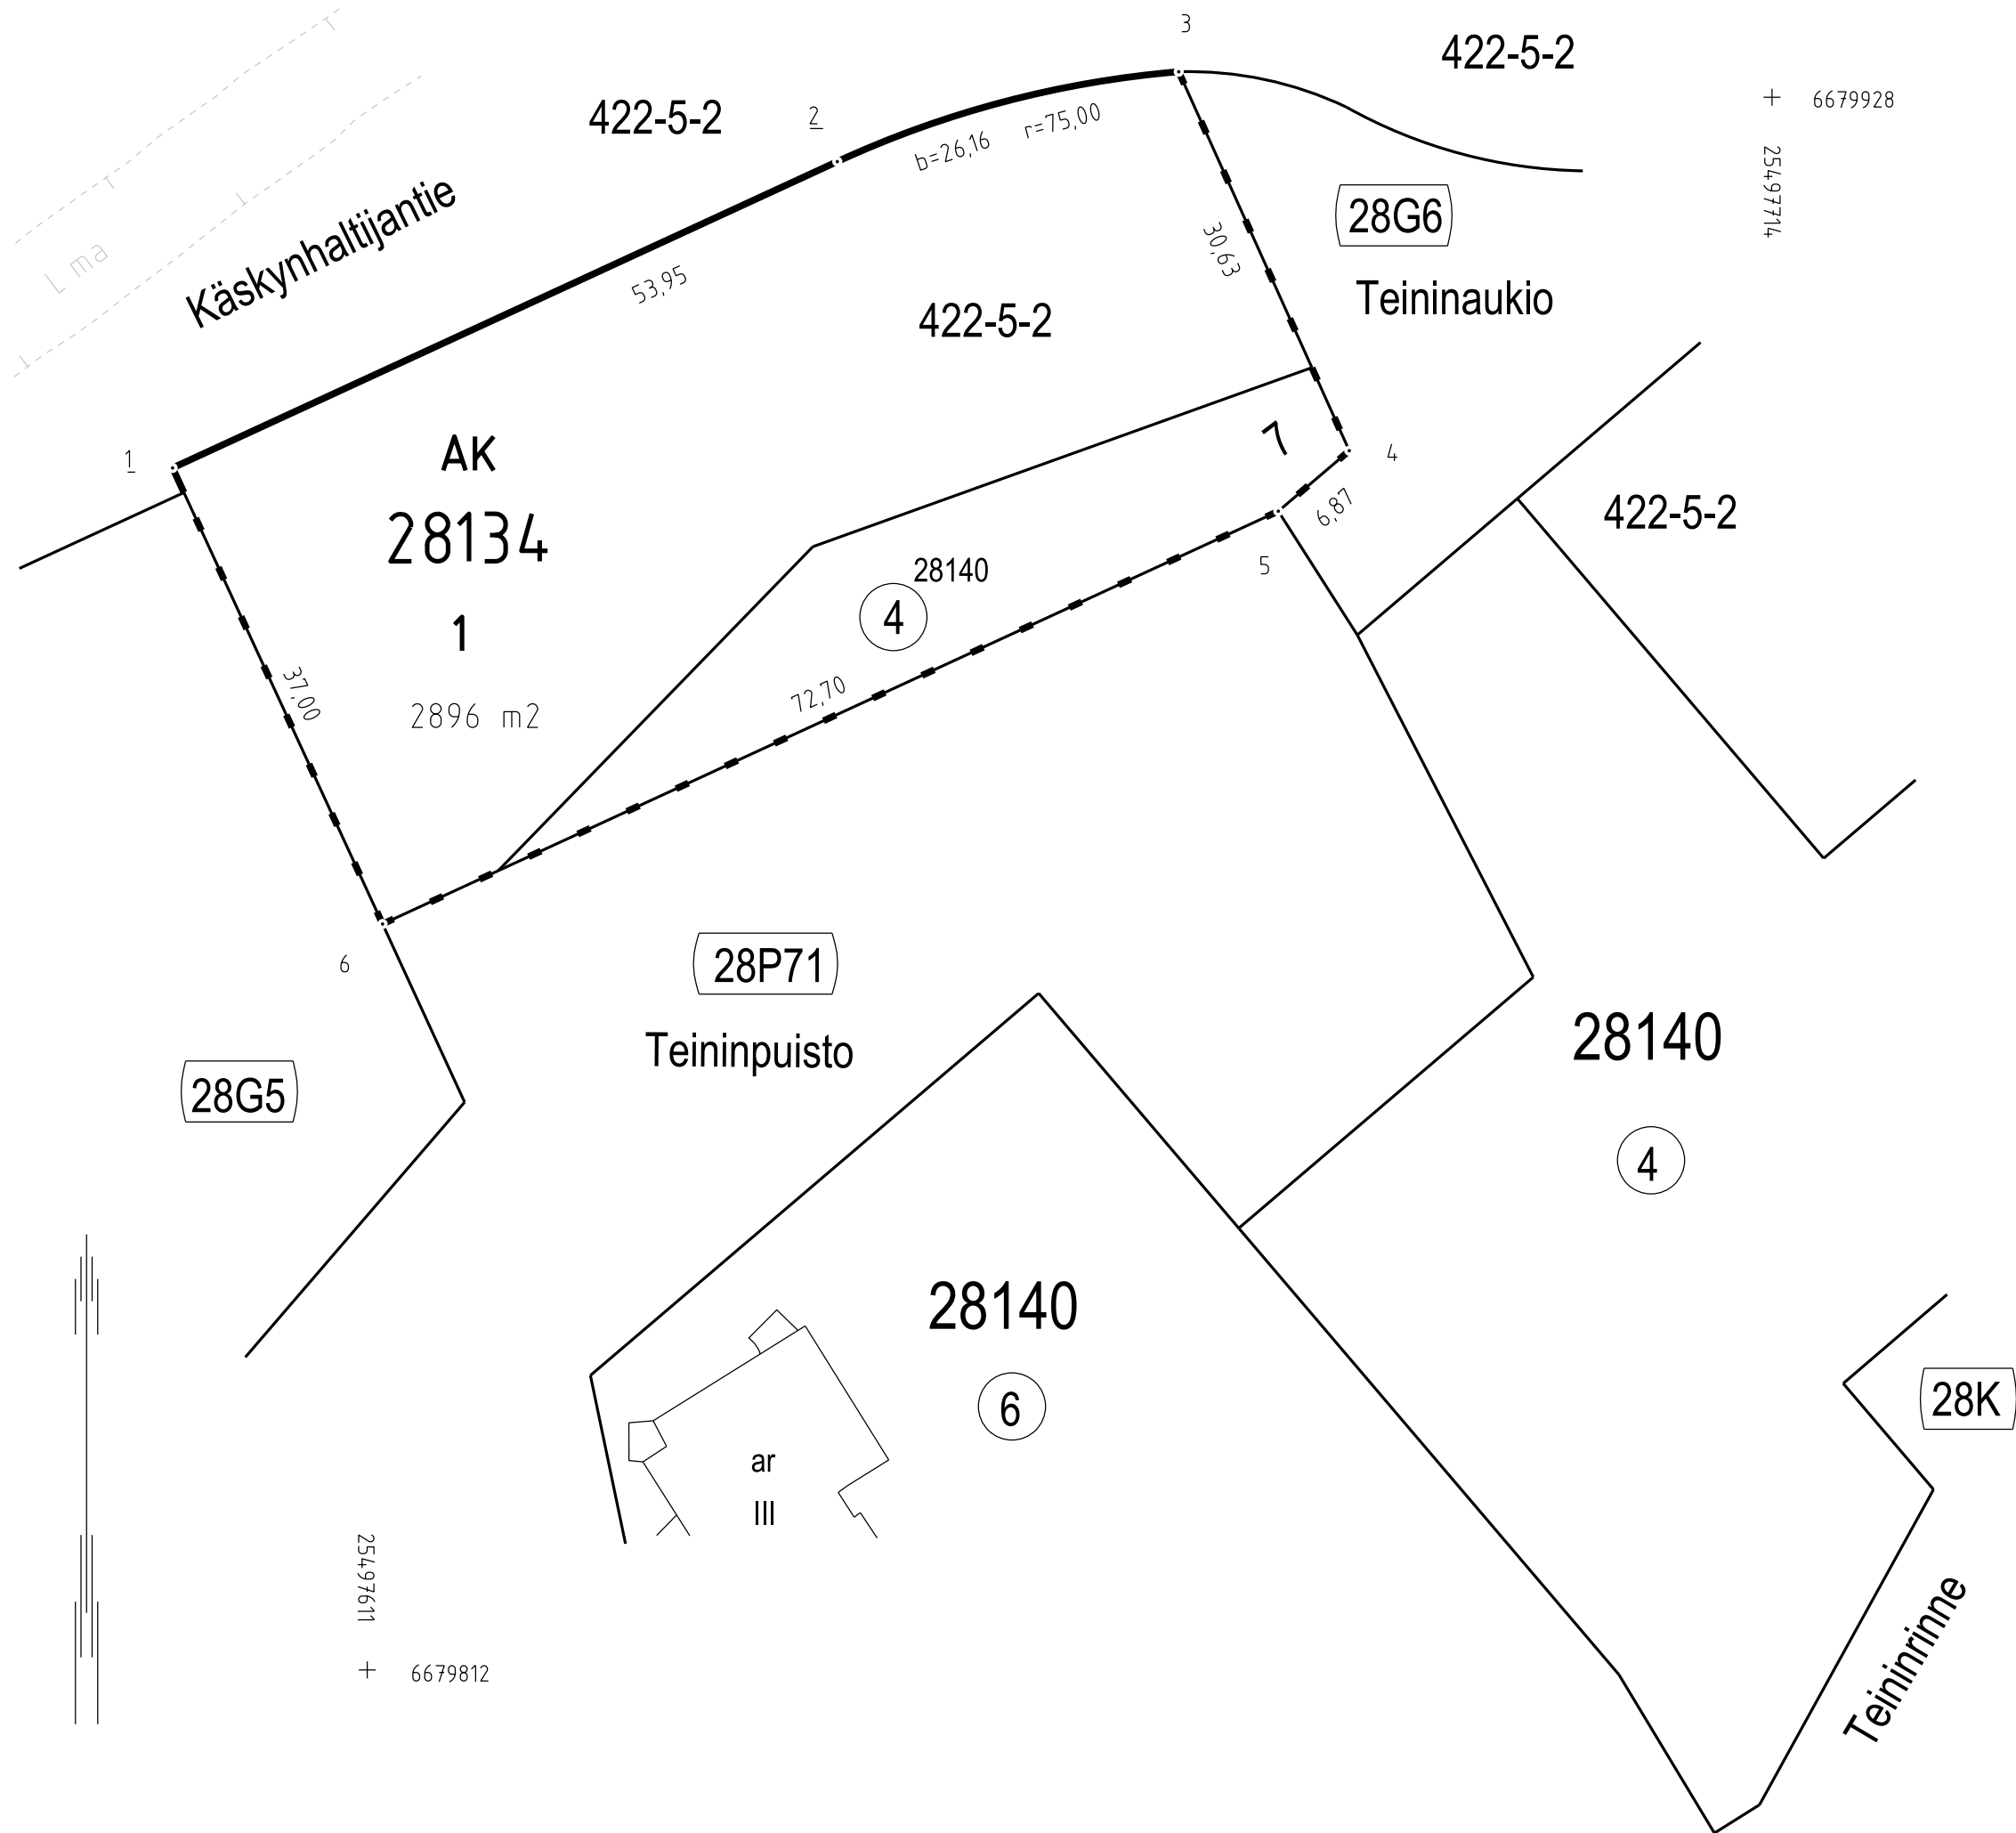 3
422-5-2
422-5-2
2
6679928
25497714
b=26,16 r=75,00
28G6
L ma
Käskynhaltijantie
53,95
30,63
Teininaukio
422-5-2
1
AK
7
4
6,87
422-5-2
28134
5
28140
4
1
37,00
2896 m2
72,70
6
28P71
Teininpuisto
28G5
28140
4
28140
6
28K
ar
III
25497611
6679812
Teininrinne